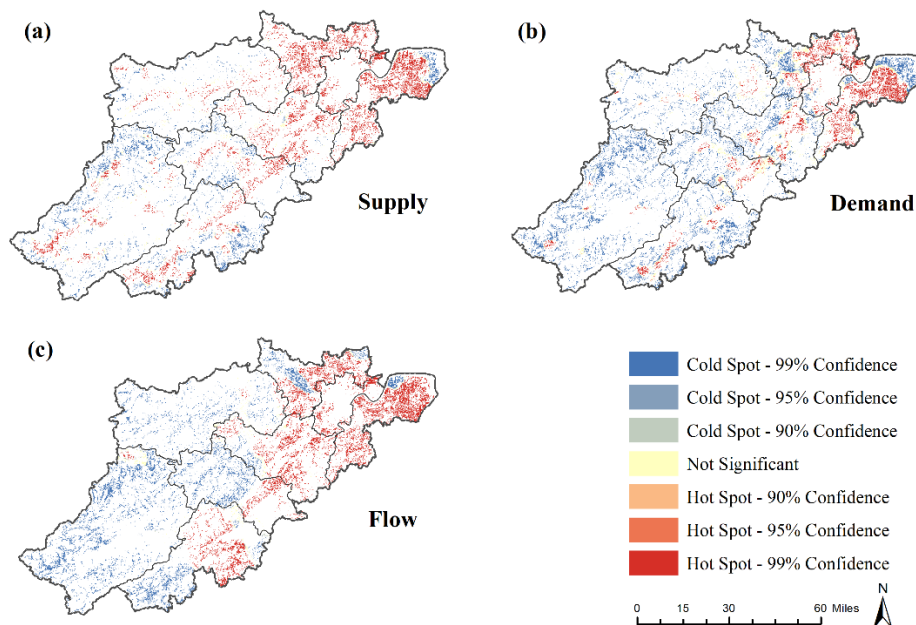 (a)
Supply
(b)
Demand
(c)
Flow
Cold Spot - 99% Confidence
Cold Spot - 95% Confidence
Cold Spot - 90% Confidence
Not Significant
Hot Spot - 90% Confidence
Hot Spot - 95% Confidence
Hot Spot - 99% Confidence
N
0 15 30 60 Miles